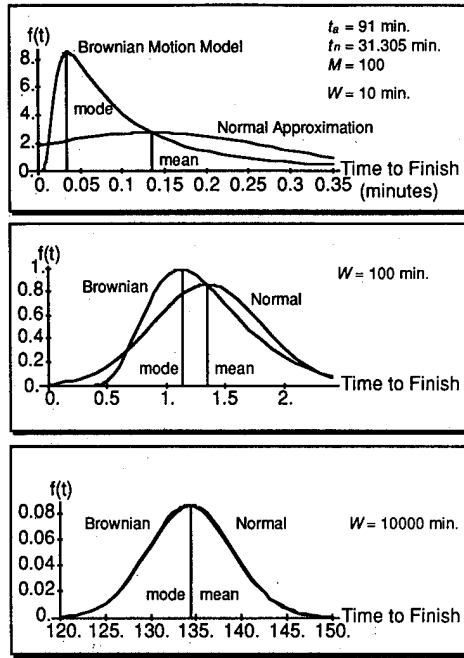 f(t)
Brownian Motion Model
t_a = 91 min.
t_n = 31.305 min.
M = 100
W = 10 min.
8.
6.
4.
2.
0.
mode
mean
Normal Approximation
0. 0.05 0.1 0.15 0.2 0.25 0.3 0.35
Time to Finish
(minutes)
f(t)
1.
0.8
0.6
0.4
0.2
0.
Brownian
Normal
W = 100 min.
mode
mean
0. 0.5 1. 1.5 2.
Time to Finish
f(t)
0.08
0.06
0.04
0.02
0.
Brownian
Normal
W = 10000 min.
mode
mean
120. 125. 130. 135. 140. 145. 150.
Time to Finish